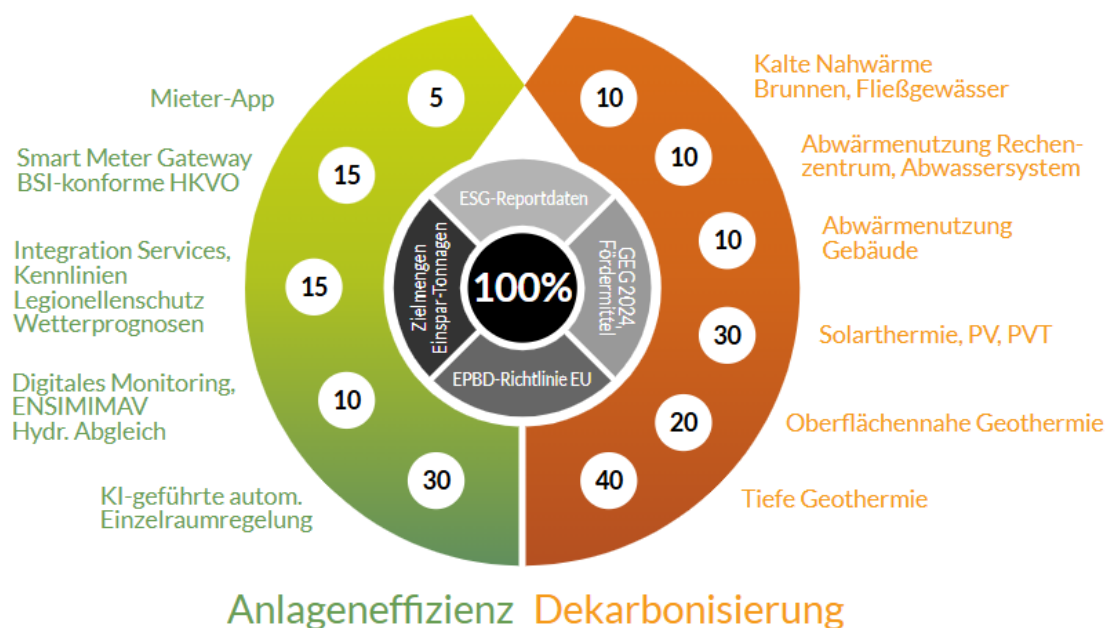 Mieter-App
5
Smart Meter Gateway
BSI-konforme HKVO
15
Integration Services,
Kennlinien
Legionellenschutz
Wetterprognosen
15
Digitales Monitoring,
ENSIMIMAV
Hydr. Abgleich
10
KI-geführte autom.
Einzelraumregelung
30
ESG-Reportdaten
Zielmengen
Einspar-Tonnagen
100%
GEG 2024,
Fördermittel
EPBD-Richtlinie EU
10
Kalte Nahwärme
Brunnen, Fließgewässer
10
Abwärmenutzung Rechen-
zentrum, Abwassersystem
10
Abwärmenutzung
Gebäude
30
Solarthermie, PV, PVT
20
Oberflächennahe Geothermie
40
Tiefe Geothermie
Anlageneffizienz Dekarbonisierung